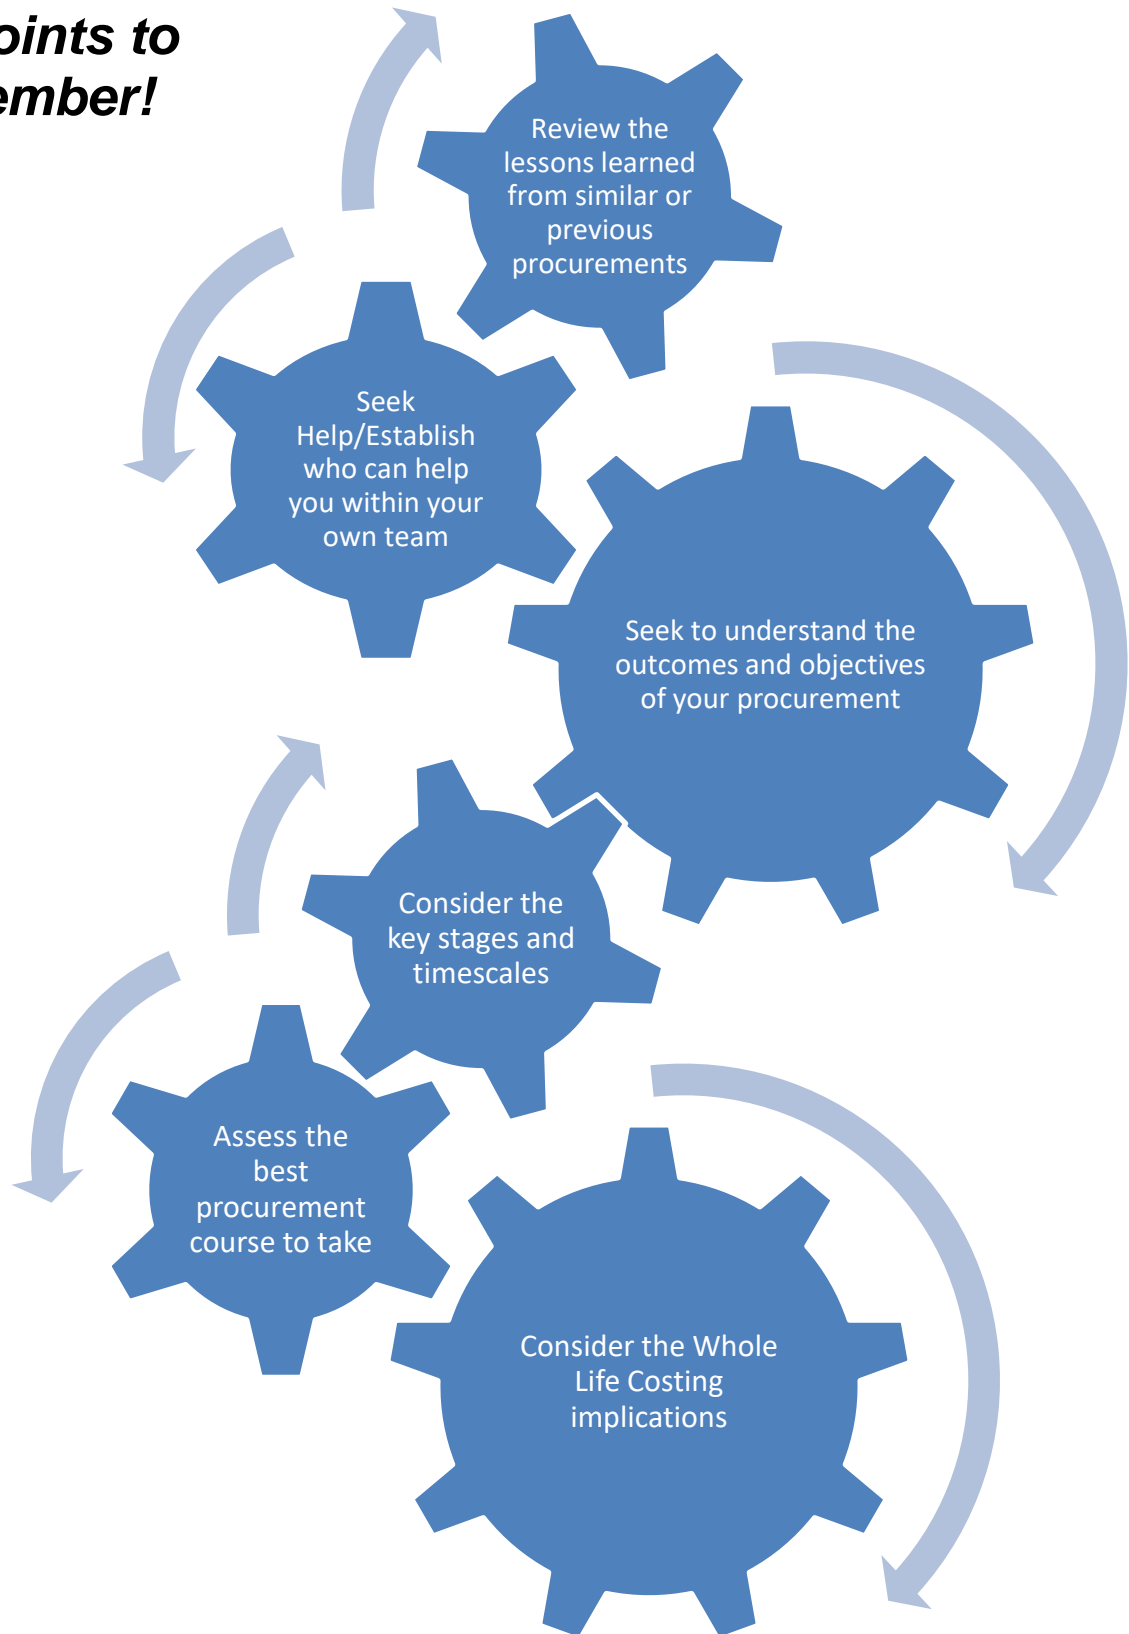 oints to
ember!
Review the
lessons learned
from similar or
previous
procurements
Seek
Help/Establish
who can help
you within your
own team
Seek to understand the
outcomes and objectives
of your procurement
Consider the
key stages and
timescales
Assess the
best
procurement
course to take
Consider the Whole
Life Costing
implications